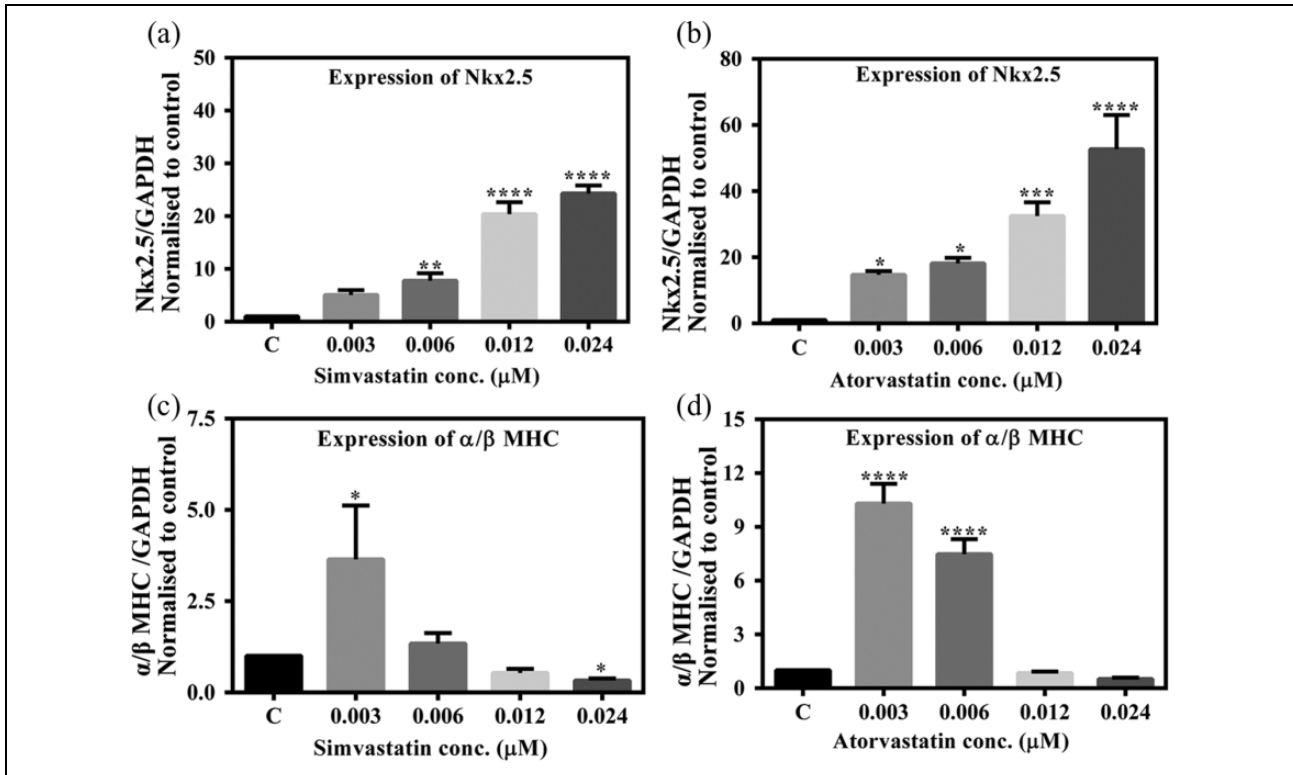 (a)
Expression of Nkx2.5
Nkx2.5/GAPDH
Normalised to control
50
40
30
20
10
0
**
****
****
C 0.003 0.006 0.012 0.024
Simvastatin conc. (μM)
(b)
Expression of Nkx2.5
Nkx2.5/GAPDH
Normalised to control
80
60
40
20
0
*
*
***
****
C 0.003 0.006 0.012 0.024
Atorvastatin conc. (μM)
(c)
Expression of α/β MHC
α/β MHC /GAPDH
Normalised to control
7.5
5.0
2.5
0.0
*
*
C 0.003 0.006 0.012 0.024
Simvastatin conc. (μM)
(d)
Expression of α/β MHC
α/β MHC /GAPDH
Normalised to control
15
12
9
6
3
0
****
****
C 0.003 0.006 0.012 0.024
Atorvastatin conc. (μM)